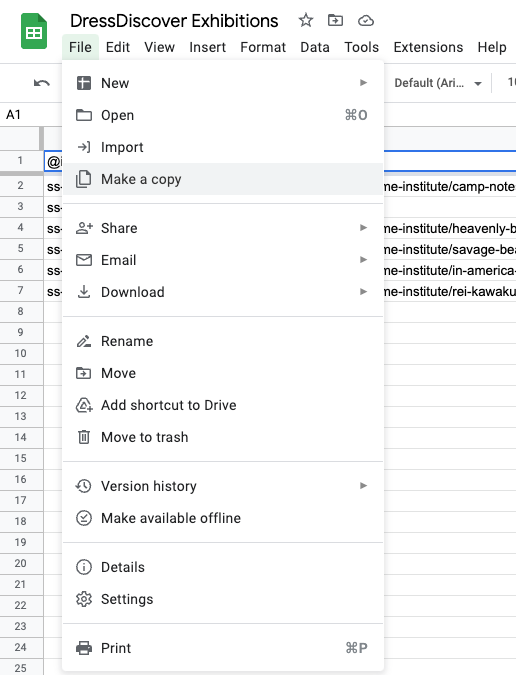 DressDiscover Exhibitions
File Edit View Insert Format Data Tools Extensions Help
Default (Ari...
A1
New
Open ⌘O
Import
Make a copy
Share
Email
Download
Rename
Move
Add shortcut to Drive
Move to trash
Version history
Make available offline
Details
Settings
Print ⌘P
1 @i
2 ss- me-institute/camp-note
3 ss-
4 ss- me-institute/heavenly-b
5 ss- me-institute/savage-bea
6 ss- me-institute/in-america-
7 ss- me-institute/rei-kawaku
8
9
10
11
12
13
14
15
16
17
18
19
20
21
22
23
24
25